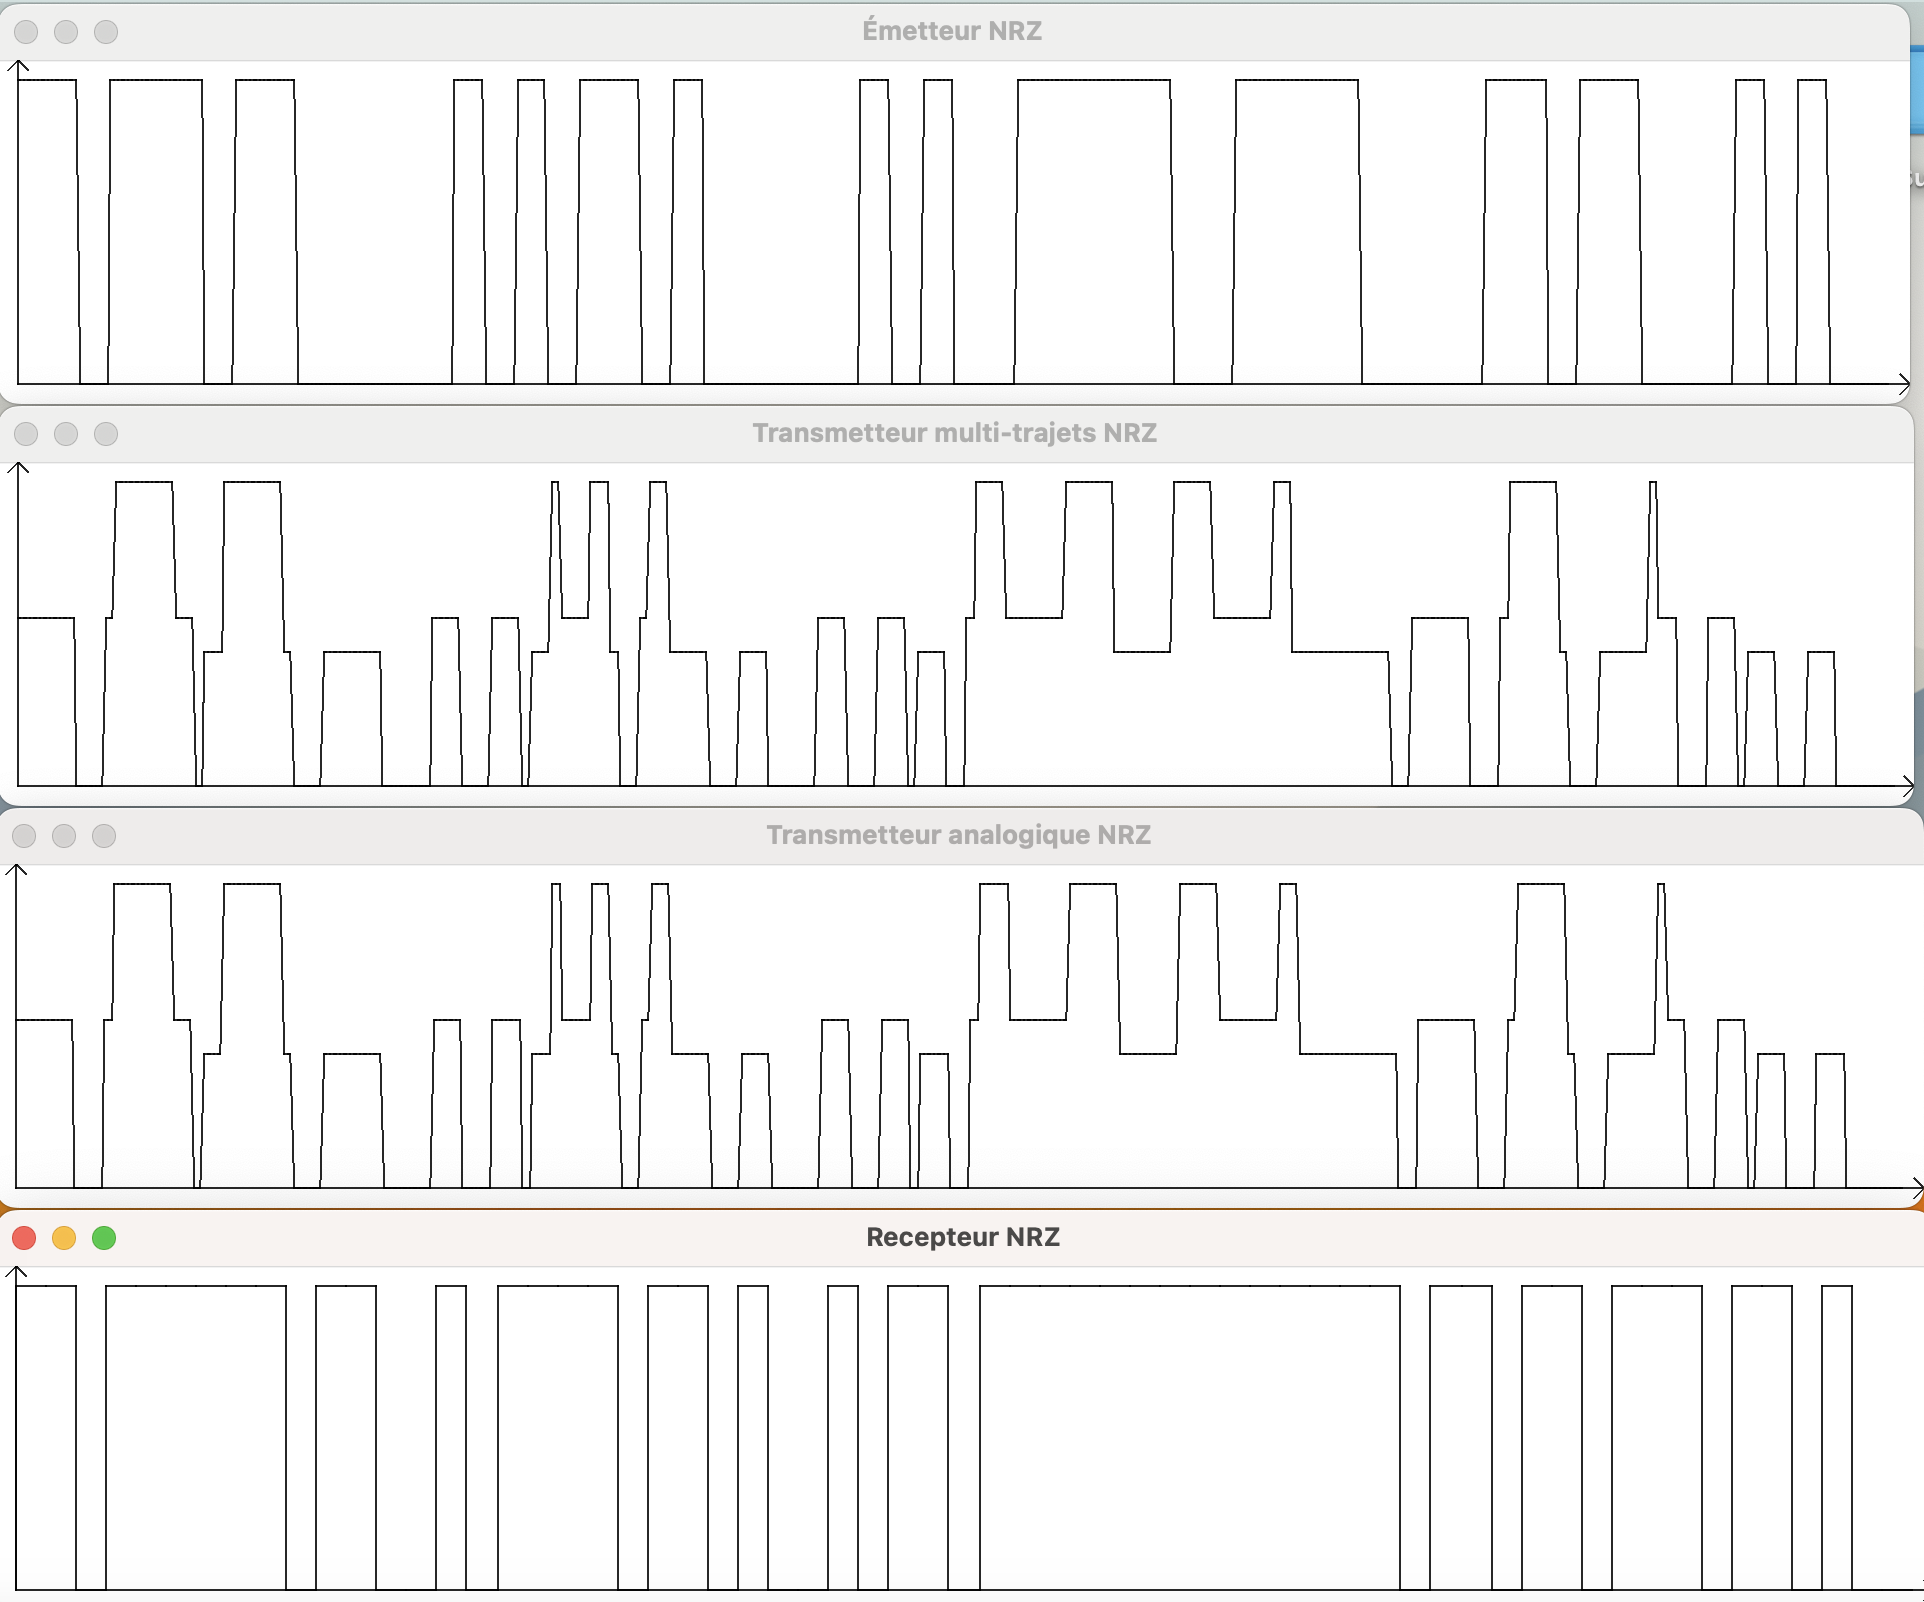 Émetteur NRZ
Transmetteur multi-trajets NRZ
Transmetteur analogique NRZ
Recepteur NRZ